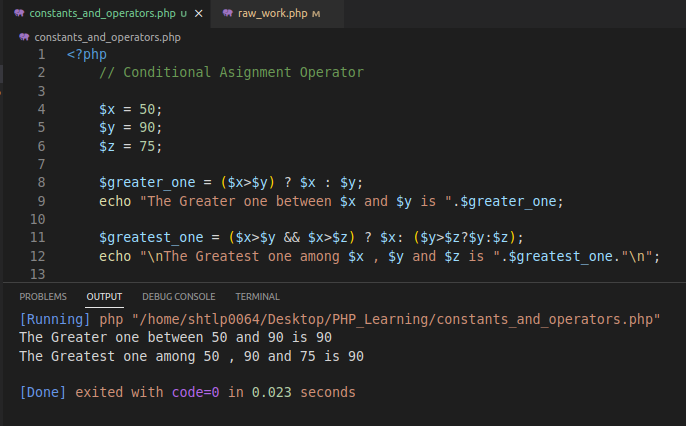 constants_and_operators.php U × raw_work.php M
constants_and_operators.php
1 <?php
2 // Conditional Asignment Operator
3
4 $x = 50;
5 $y = 90;
6 $z = 75;
7
8 $greater_one = ($x>$y) ? $x : $y;
9 echo "The Greater one between $x and $y is ".$greater_one;
10
11 $greatest_one = ($x>$y && $x>$z) ? $x: ($y>$z?$y:$z);
12 echo "\nThe Greatest one among $x , $y and $z is ".$greatest_one."\n";
13
PROBLEMS OUTPUT DEBUG CONSOLE TERMINAL
[Running] php "/home/shtlp0064/Desktop/PHP_Learning/constants_and_operators.php"
The Greater one between 50 and 90 is 90
The Greatest one among 50 , 90 and 75 is 90
[Done] exited with code=0 in 0.023 seconds